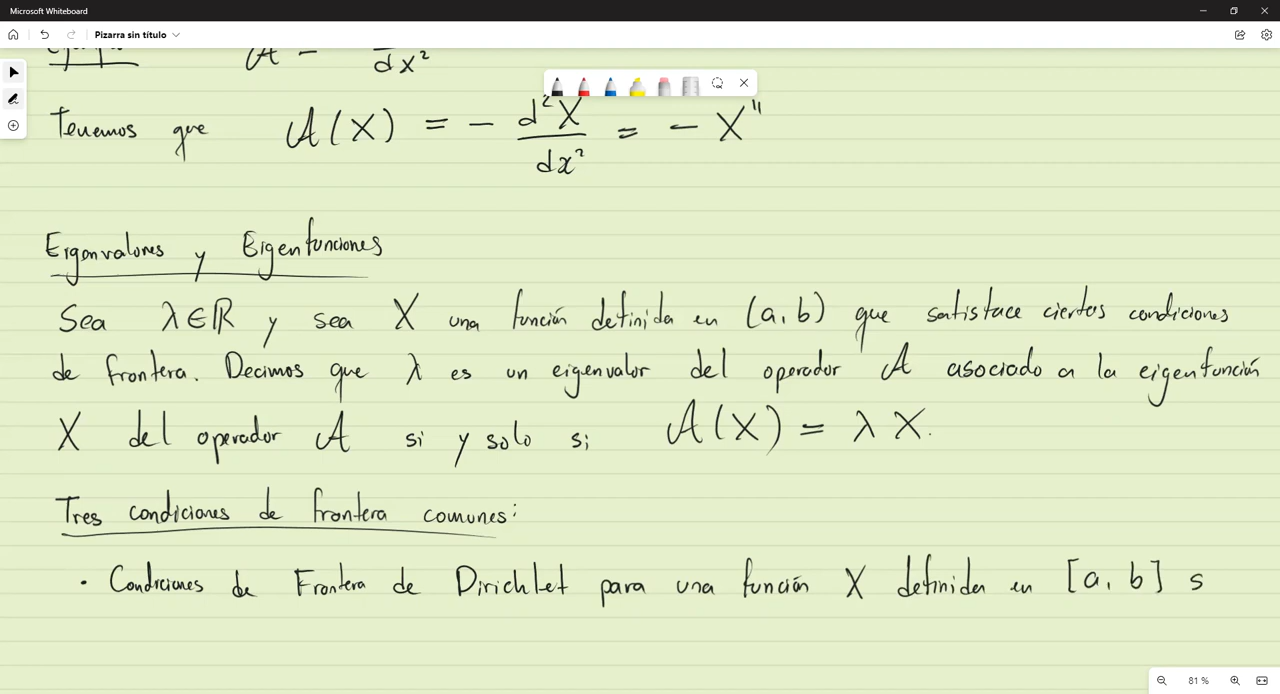 Microsoft Whiteboard
Pizarra sin título
Ejemplo A = d x²
Tenemos que A(X) = - d²X/dx² = - X"
Eigenvalores y Eigenfunciones
Sea λ∈ℝ y sea X una función definida en (a,b) que satisface ciertas condiciones
de frontera. Decimos que λ es un eigenvalor del operador A asociado a la eigenfunción
X del operador A si y solo si A(X) = λX.
Tres condiciones de frontera comunes:
• Condiciones de Frontera de Dirichlet para una función X definida en [a,b] s
81 %